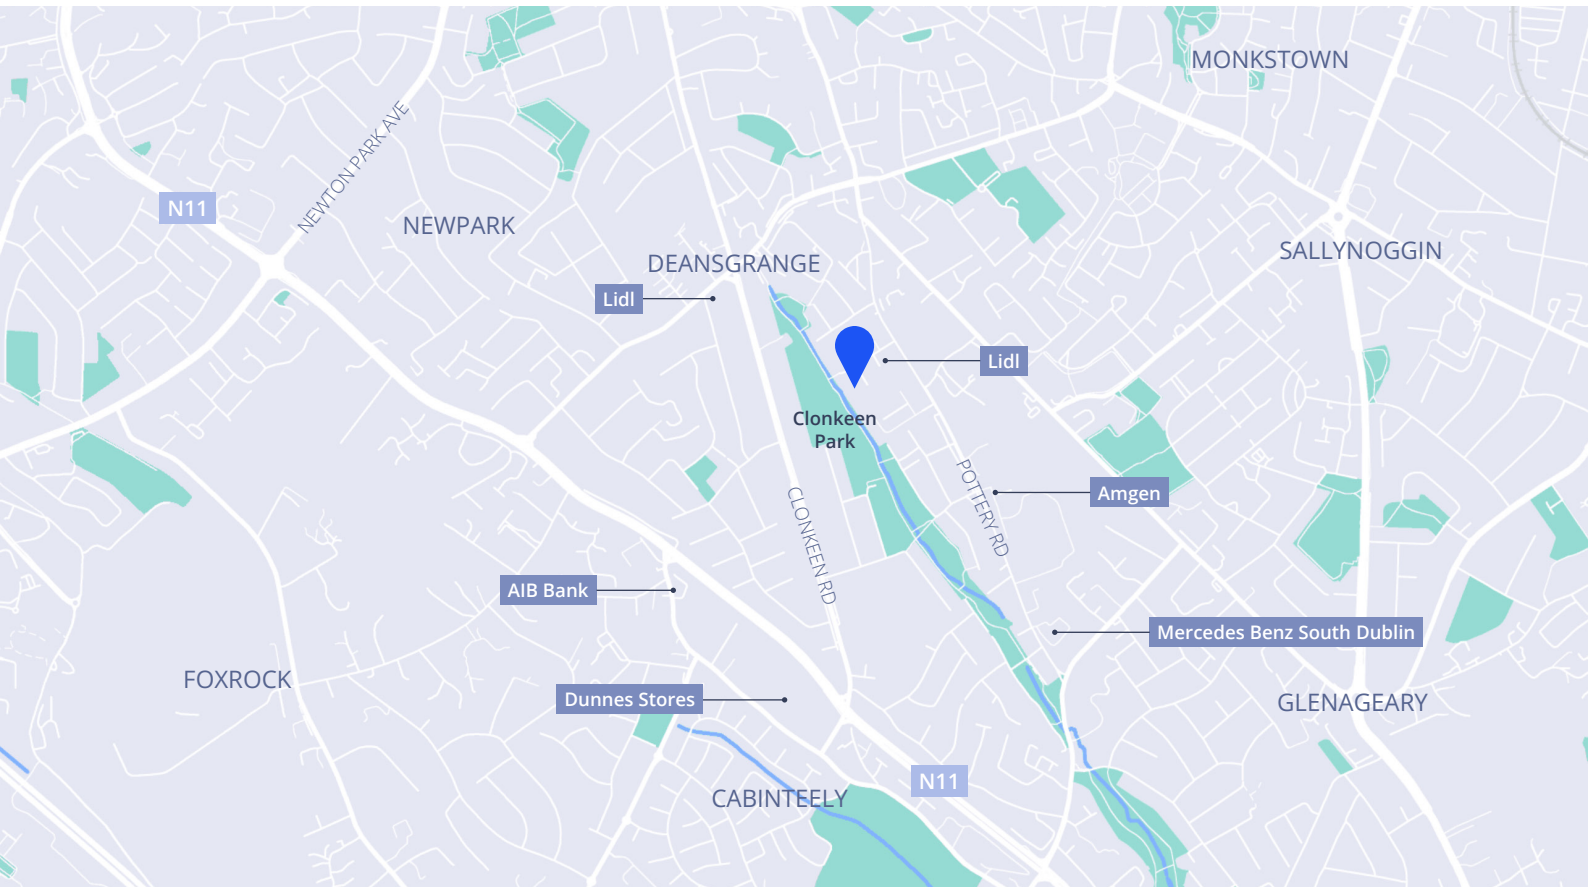 MONKSTOWN
NEWTON PARK AVE
N11
NEWPARK
DEANSGRANGE
SALLYNOGGIN
Lidl
Lidl
Clonkeen
Park
POTTERY RD
Amgen
CLONKEEN RD
AIB Bank
Mercedes Benz South Dublin
FOXROCK
Dunnes Stores
GLENAGEARY
N11
CABINTEELY